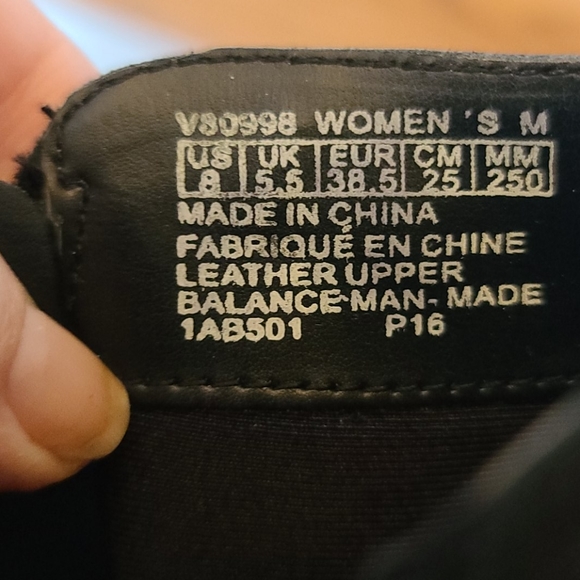 V80998 WOMEN 'S M
US UK EUR CM MM
8 5.5 38.5 25 250
MADE IN CHINA
FABRIQUÉ EN CHINE
LEATHER UPPER
BALANCE-MAN- MADE
1AB501 P16